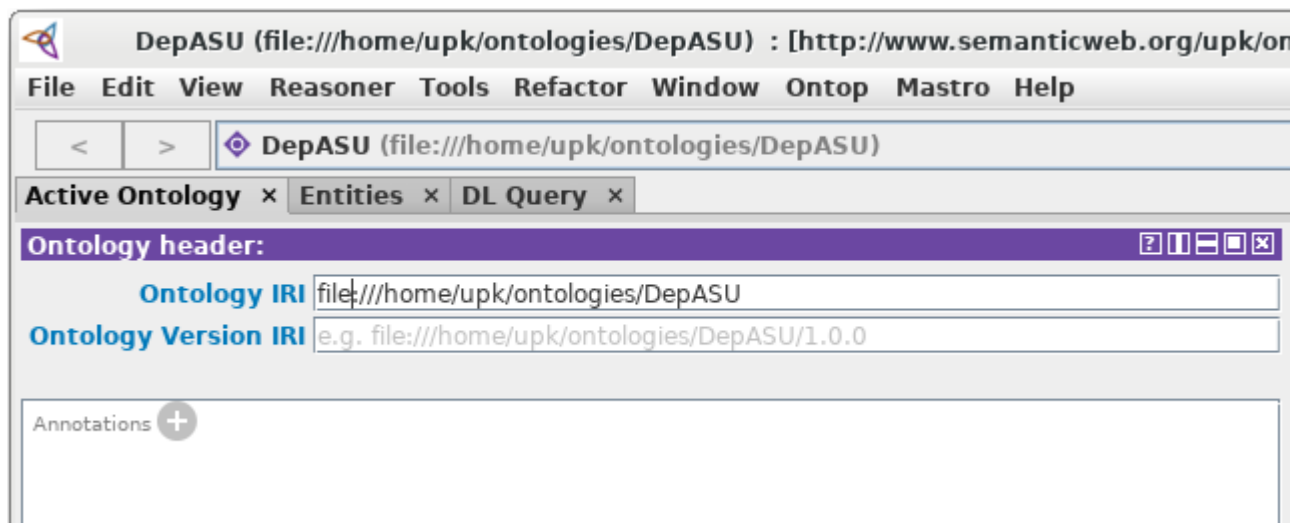 DepASU (file:///home/upk/ontologies/DepASU) : [http://www.semanticweb.org/upk/on
File Edit View Reasoner Tools Refactor Window Ontop Mastro Help
< > DepASU (file:///home/upk/ontologies/DepASU)
Active Ontology × Entities × DL Query ×
Ontology header:
Ontology IRI file:///home/upk/ontologies/DepASU
Ontology Version IRI e.g. file:///home/upk/ontologies/DepASU/1.0.0
Annotations +